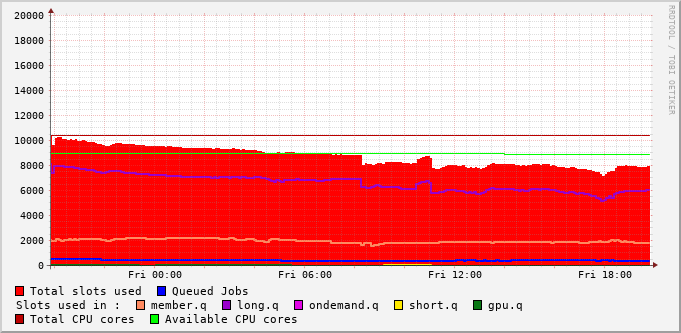 20000
18000
16000
14000
12000
10000
8000
6000
4000
2000
0
Fri 00:00 Fri 06:00 Fri 12:00 Fri 18:00
Total slots used Queued Jobs
Slots used in : member.q long.q ondemand.q short.q gpu.q
Total CPU cores Available CPU cores
RRDTOOL / TOBI OETIKER